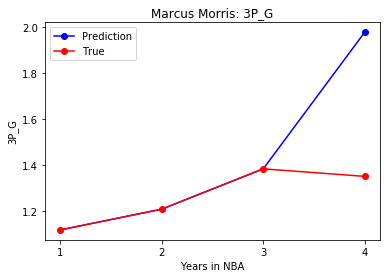 Marcus Morris: 3P_G
Prediction
True
2.0
1.8
1.6
1.4
1.2
3P_G
1
2
3
4
Years in NBA